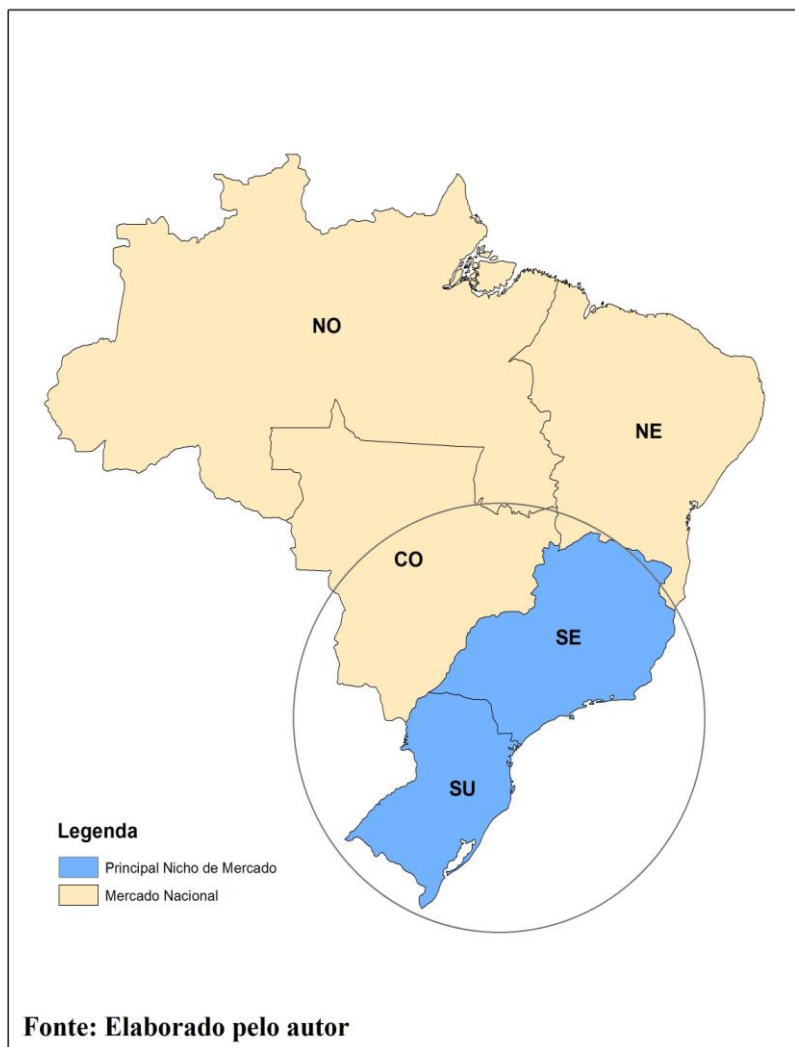 NO
NE
CO
SE
SU
Legenda
Principal Nicho de Mercado
Mercado Nacional
Fonte: Elaborado pelo autor